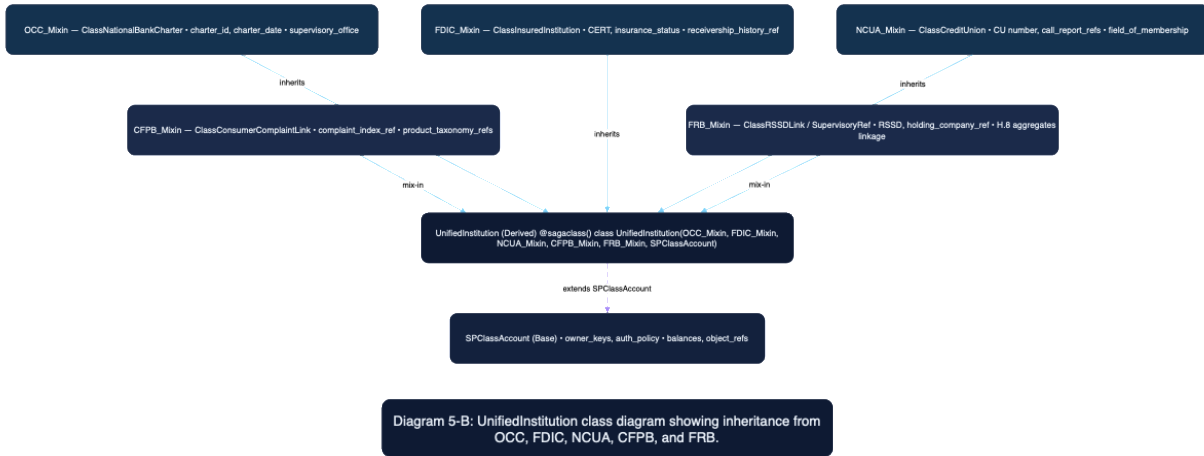 OCC_Mixin — ClassNationalBankCharter • charter_id, charter_date • supervisory_office
FDIC_Mixin — ClassInsuredInstitution • CERT, insurance_status • receivership_history_ref
NCUA_Mixin — ClassCreditUnion • CU number, call_report_refs • field_of_membership
inherits
inherits
CFPB_Mixin — ClassConsumerComplaintLink • complaint_index_ref • product_taxonomy_refs
inherits
FRB_Mixin — ClassRSSDLink / SupervisoryRef • RSSD, holding_company_ref • H.8 aggregates
linkage
mix-in
mix-in
UnifiedInstitution (Derived) @sagaclass() class UnifiedInstitution(OCC_Mixin, FDIC_Mixin,
NCUA_Mixin, CFPB_Mixin, FRB_Mixin, SPClassAccount)
extends SPClassAccount
SPClassAccount (Base) • owner_keys, auth_policy • balances, object_refs
Diagram 5-B: UnifiedInstitution class diagram showing inheritance from
OCC, FDIC, NCUA, CFPB, and FRB.